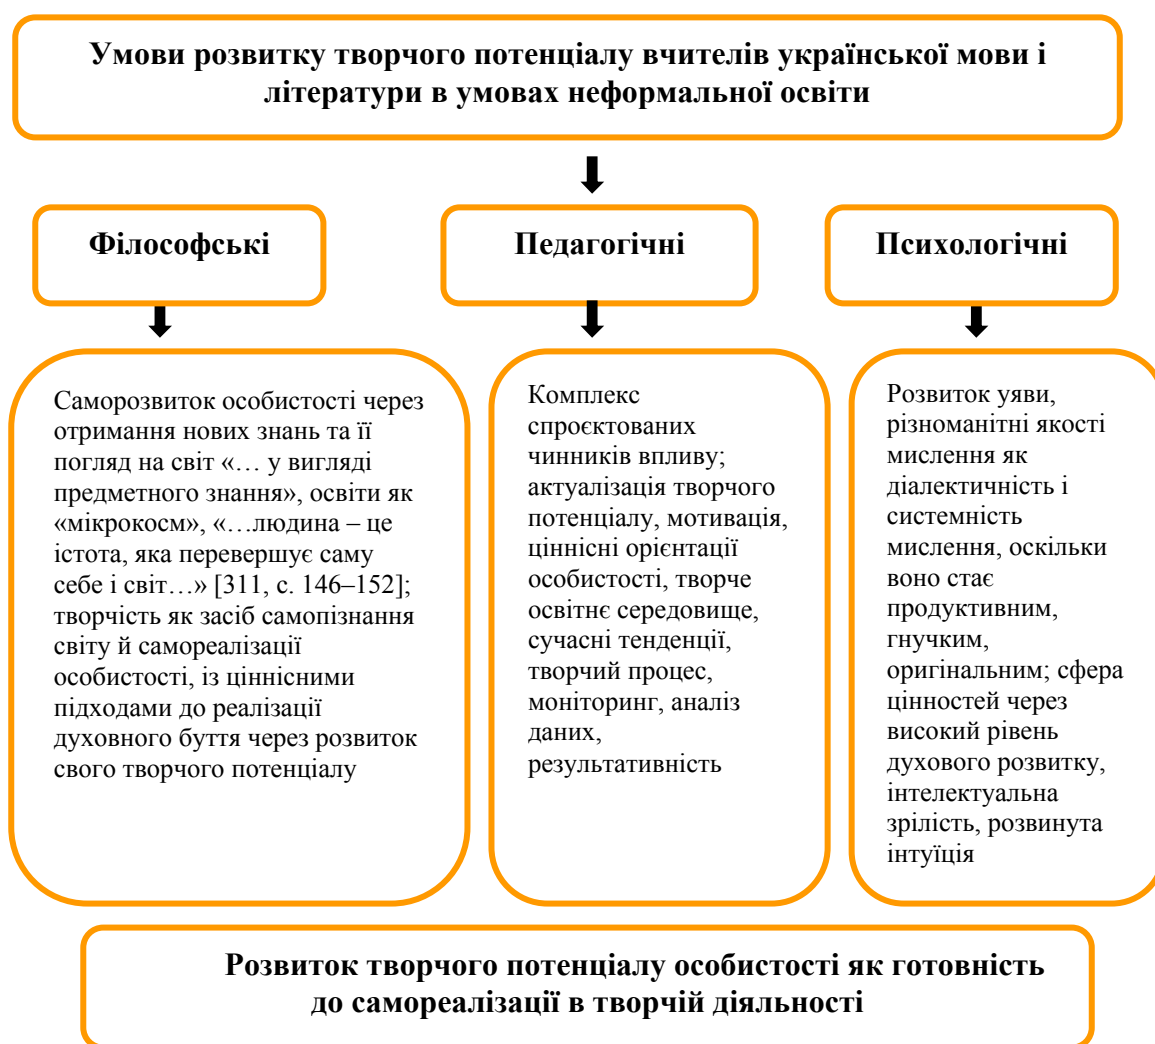 Умови розвитку творчого потенціалу вчителів української мови і
літератури в умовах неформальної освіти
Філософські
Педагогічні
Психологічні
Саморозвиток особистості через
отримання нових знань та її
погляд на світ «… у вигляді
предметного знання», освіти як
«мікрокосм», «…людина – це
істота, яка перевершує саму
себе і світ…» [311, с. 146–152];
творчість як засіб самопізнання
світу й самореалізації
особистості, із ціннісними
підходами до реалізації
духовного буття через розвиток
свого творчого потенціалу
Комплекс
спроєктованих
чинників впливу;
актуалізація творчого
потенціалу, мотивація,
ціннісні орієнтації
особистості, творче
освітнє середовище,
сучасні тенденції,
творчий процес,
моніторинг, аналіз
даних,
результативність
Розвиток уяви,
різноманітні якості
мислення як
діалектичність і
системність
мислення, оскільки
воно стає
продуктивним,
гнучким,
оригінальним; сфера
цінностей через
високий рівень
духового розвитку,
інтелектуальна
зрілість, розвинута
інтуїція
Розвиток творчого потенціалу особистості як готовність
до самореалізації в творчій діяльності